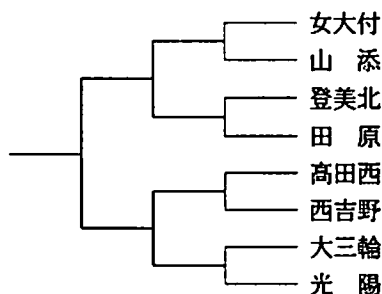 女大付
山　添
登美北
田　原
高田西
西吉野
大三輪
光　陽